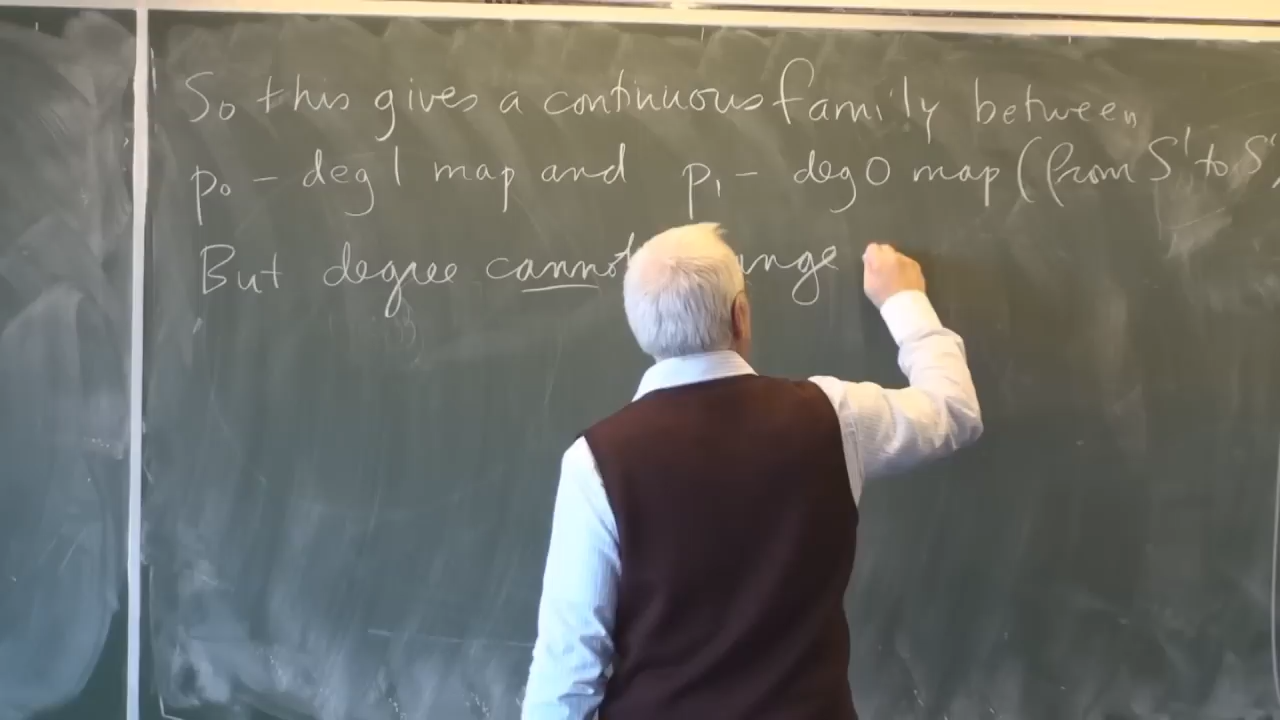 So this gives a continuous family between
p₀ – deg 1 map and p₁ – deg 0 map (from S¹ to S¹
But degree cannot